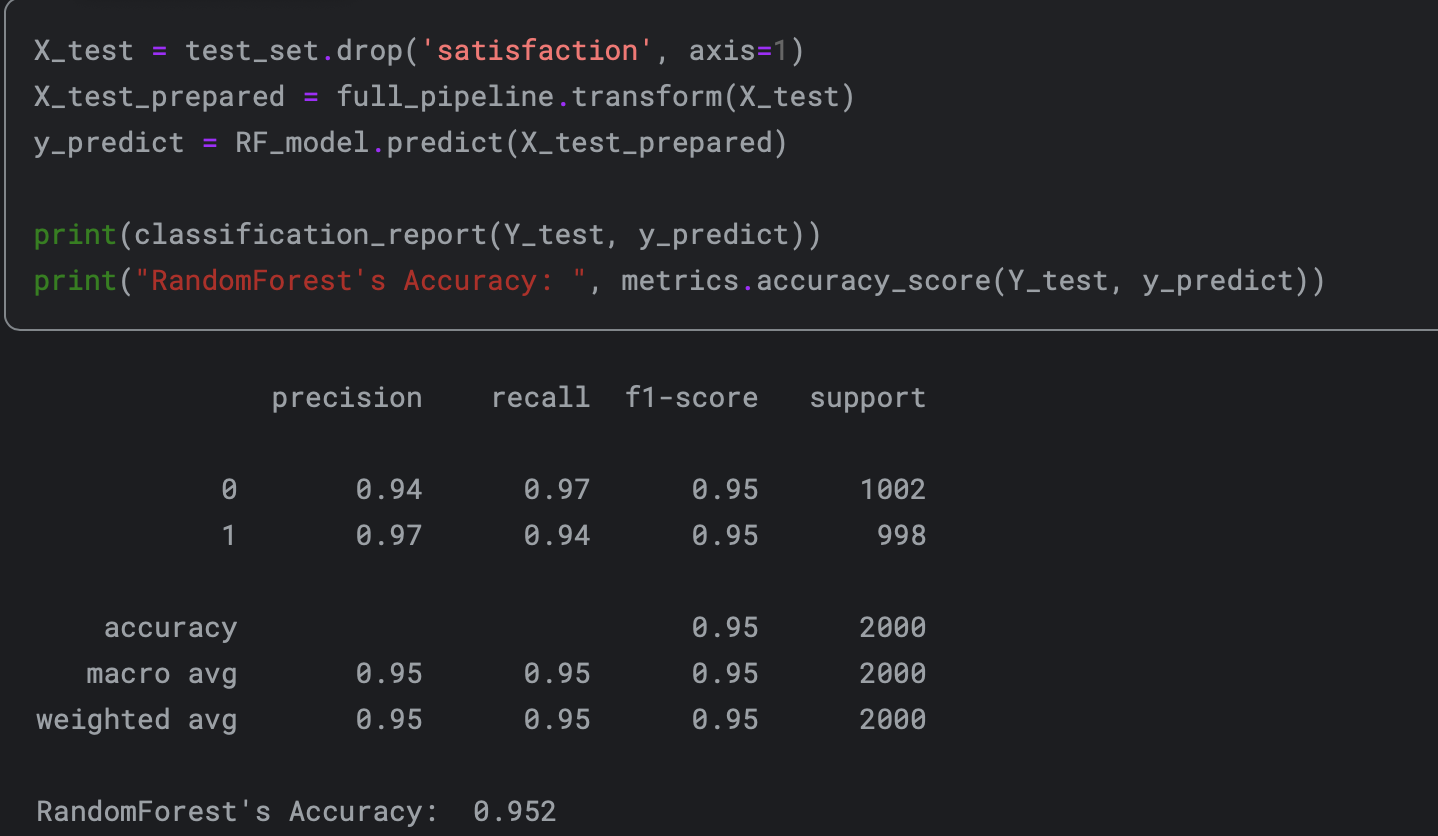 X_test = test_set.drop('satisfaction', axis=1)
X_test_prepared = full_pipeline.transform(X_test)
y_predict = RF_model.predict(X_test_prepared)
print(classification_report(Y_test, y_predict))
print("RandomForest's Accuracy: ", metrics.accuracy_score(Y_test, y_predict))
precision recall f1-score support
0 0.94 0.97 0.95 1002
1 0.97 0.94 0.95 998
accuracy 0.95 2000
macro avg 0.95 0.95 0.95 2000
weighted avg 0.95 0.95 0.95 2000
RandomForest's Accuracy:  0.952